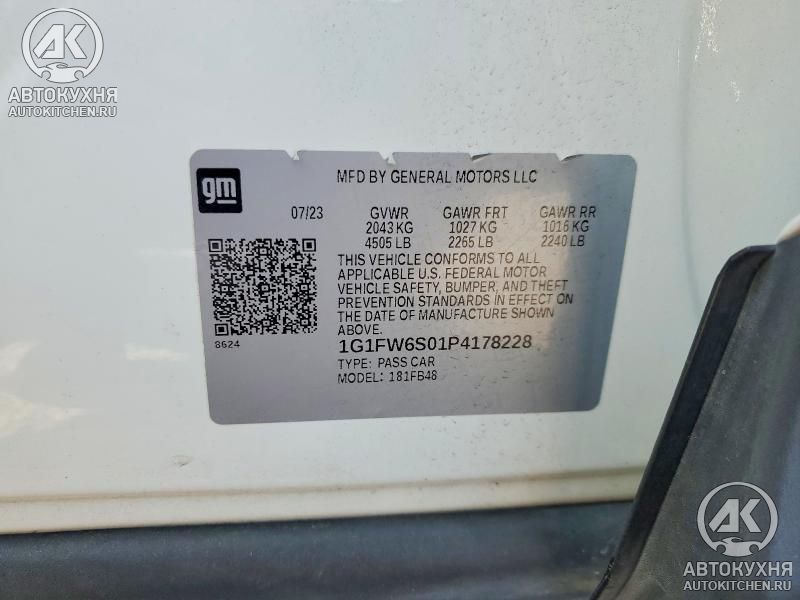 AK
АВТОКУХНЯ
AUTOKITCHEN.RU
gm
MFD BY GENERAL MOTORS LLC
07/23 GVWR GAWR FRT GAWR RR
2043 KG 1027 KG 1016 KG
4505 LB 2265 LB 2240 LB
THIS VEHICLE CONFORMS TO ALL
APPLICABLE U.S. FEDERAL MOTOR
VEHICLE SAFETY, BUMPER, AND THEFT
PREVENTION STANDARDS IN EFFECT ON
THE DATE OF MANUFACTURE SHOWN
ABOVE.
8624
1G1FW6S01P4178228
TYPE: PASS CAR
MODEL: 181FB48
AK
АВТОКУХНЯ
AUTOKITCHEN.RU